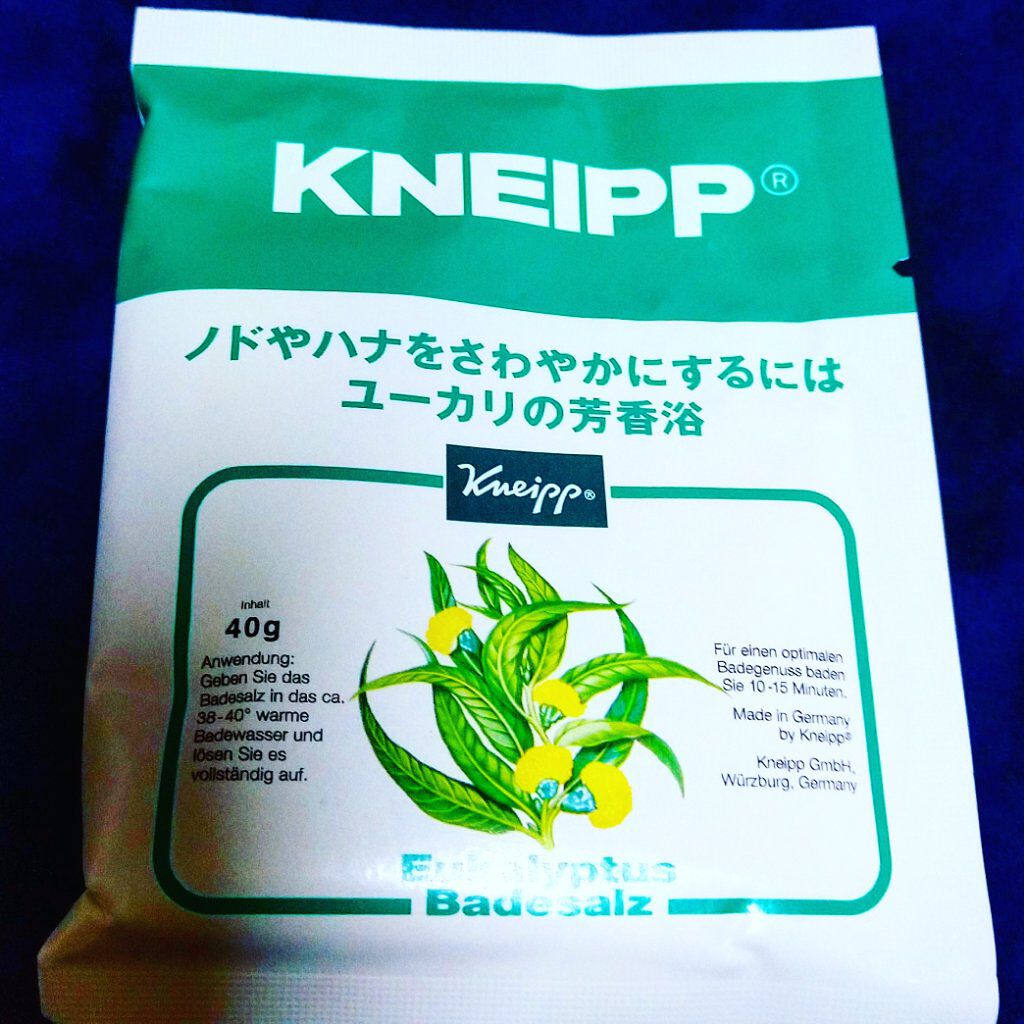 KNEIPP®
ノドやハナをさわやかにするには
ユーカリの芳香浴
Kneipp®
Inhalt
40g
Anwendung:
Geben Sie das
Badesalz in das ca.
38-40° warme
Badewasser und
lösen Sie es
vollständig auf.
Für einen optimalen
Badegenuss baden
Sie 10-15 Minuten.
Made in Germany
by Kneipp®
Kneipp GmbH,
Würzburg, Germany
Eukalyptus
Badesalz